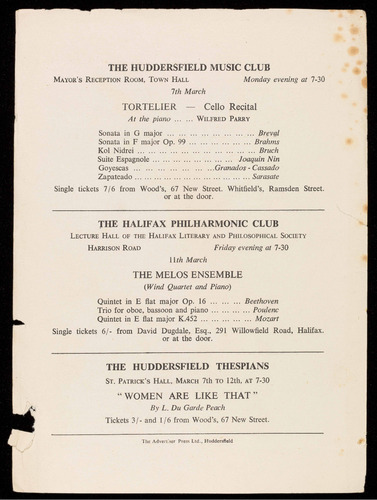 THE HUDDERSFIELD MUSIC CLUB
MAYOR'S RECEPTION ROOM, TOWN HALL Monday evening at 7-30
7th March
TORTELIER — Cello Recital
At the piano ... ... WILFRED PARRY
Sonata in G major ... ... ... ... ... ... ... Breval
Sonata in F major Op. 99 ... ... ... ... ... Brahms
Kol Nidrei ... ... ... ... ... ... ... ... Bruch
Suite Espagnole ... ... ... ... ... Joaquin Nin
Goyescas ... ... ... ... ... Granados - Cassado
Zapateado ... ... ... ... ... ... ... ... Sarasate
Single tickets 7/6 from Wood's, 67 New Street. Whitfield's, Ramsden Street.
or at the door.
THE HALIFAX PHILHARMONIC CLUB
LECTURE HALL OF THE HALIFAX LITERARY AND PHILOSOPHICAL SOCIETY
HARRISON ROAD Friday evening at 7-30
11th March
THE MELOS ENSEMBLE
(Wind Quartet and Piano)
Quintet in E flat major Op. 16 ... ... ... Beethoven
Trio for oboe, bassoon and piano ... ... ... Poulenc
Quintet in E flat major K.452 ... ... ... ... Mozart
Single tickets 6/- from David Dugdale, Esq., 291 Willowfield Road, Halifax.
or at the door.
THE HUDDERSFIELD THESPIANS
ST. PATRICK'S HALL, MARCH 7TH TO 12TH, AT 7-30
"WOMEN ARE LIKE THAT"
By L. Du Garde Peach
Tickets 3/- and 1/6 from Wood's, 67 New Street.
The Advertiser Press Ltd., Huddersfield